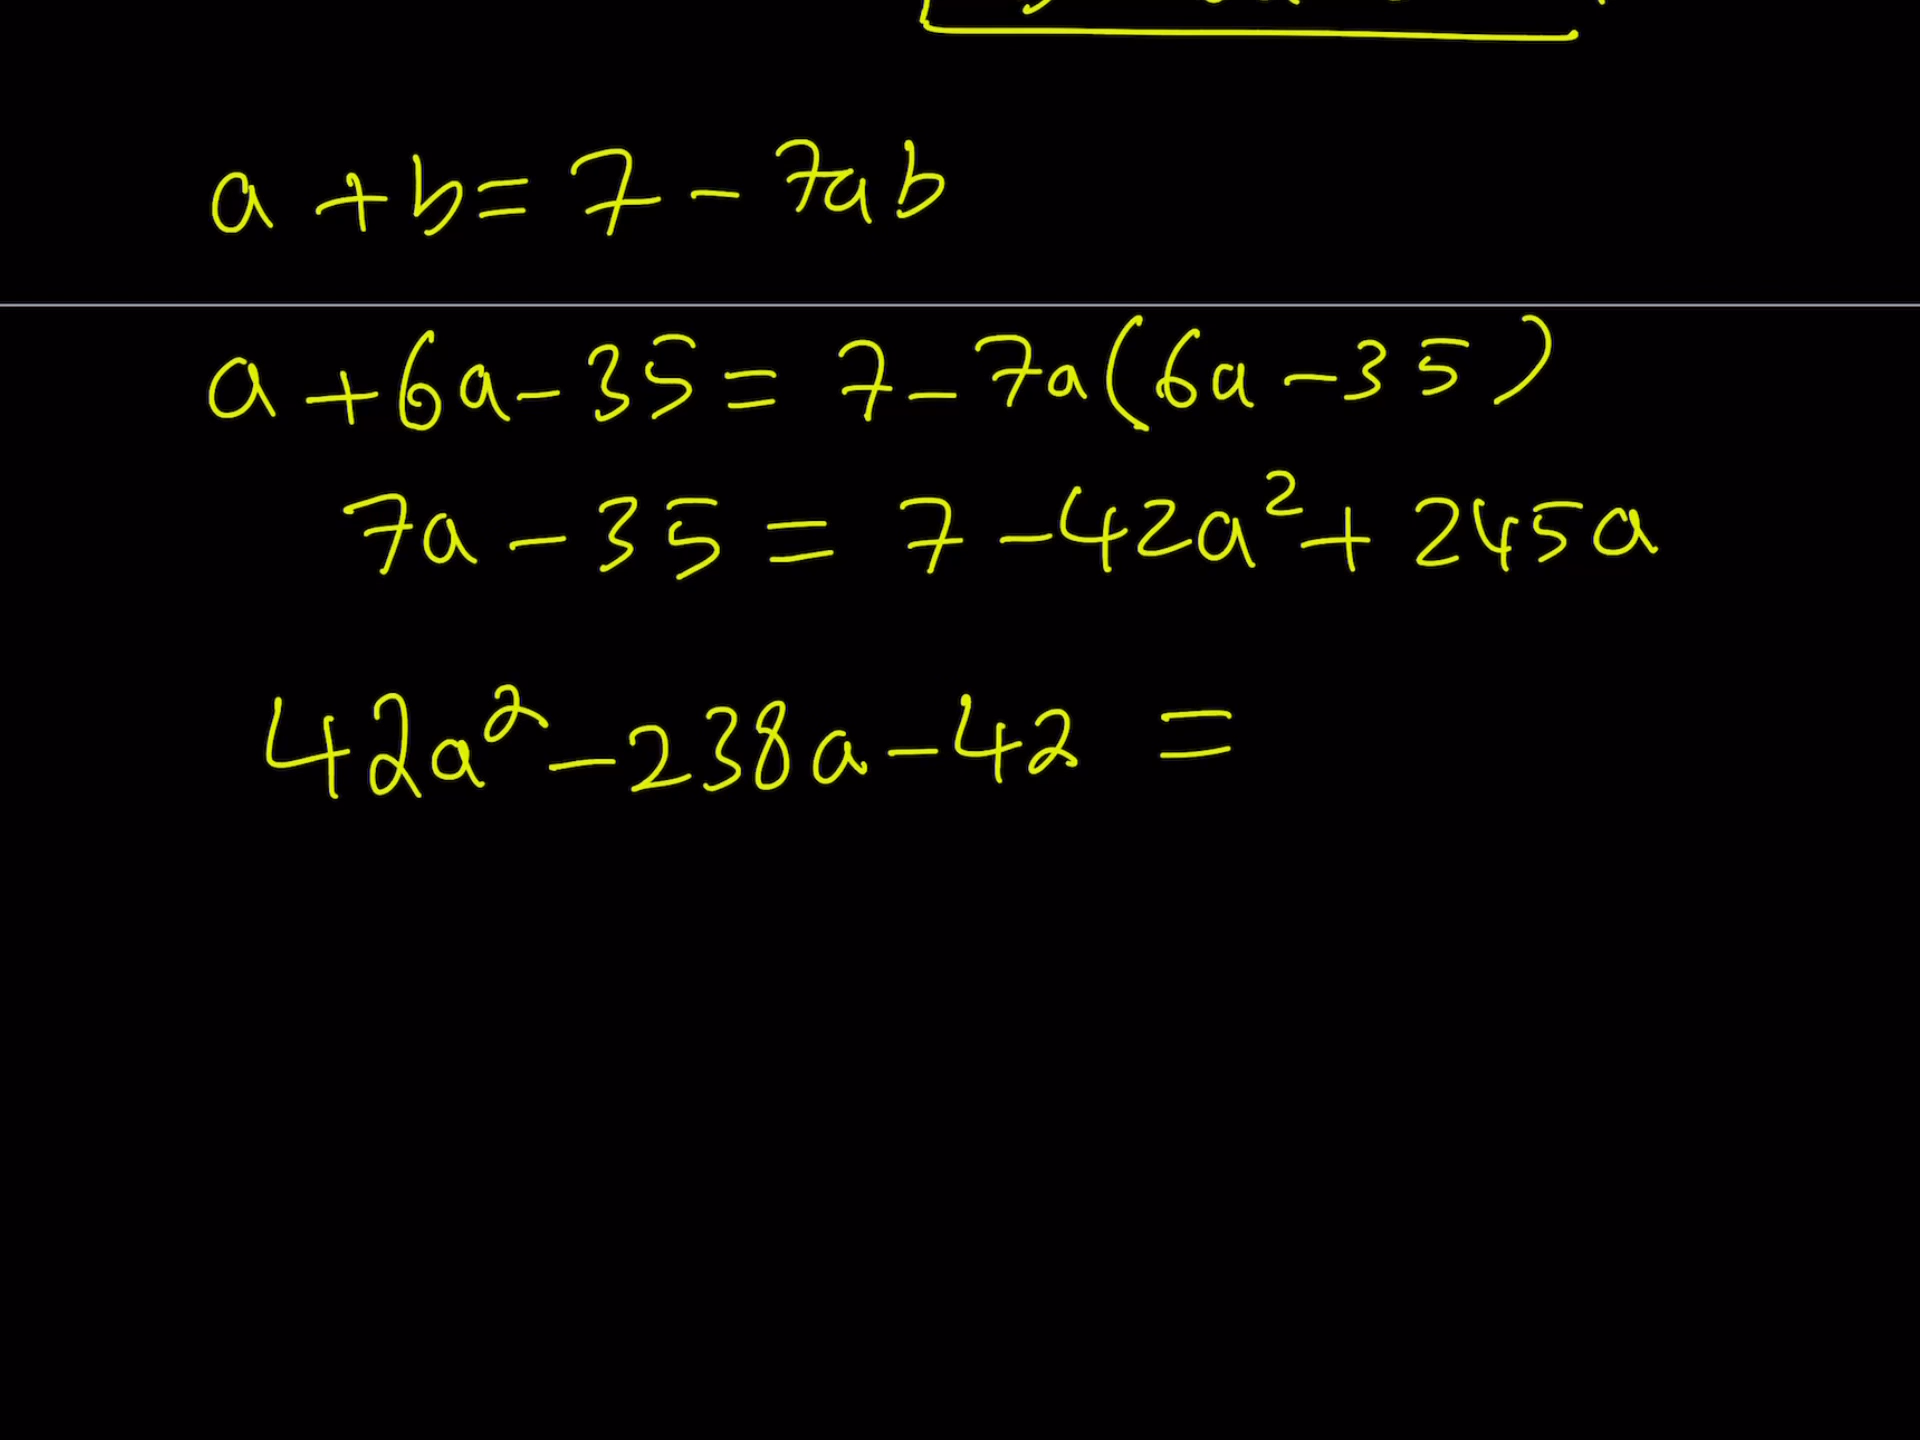 a + b = 7 - 7ab
a + 6a - 35 = 7 - 7a(6a - 35)
7a - 35 = 7 - 42a² + 245a
42a² - 238a - 42 =